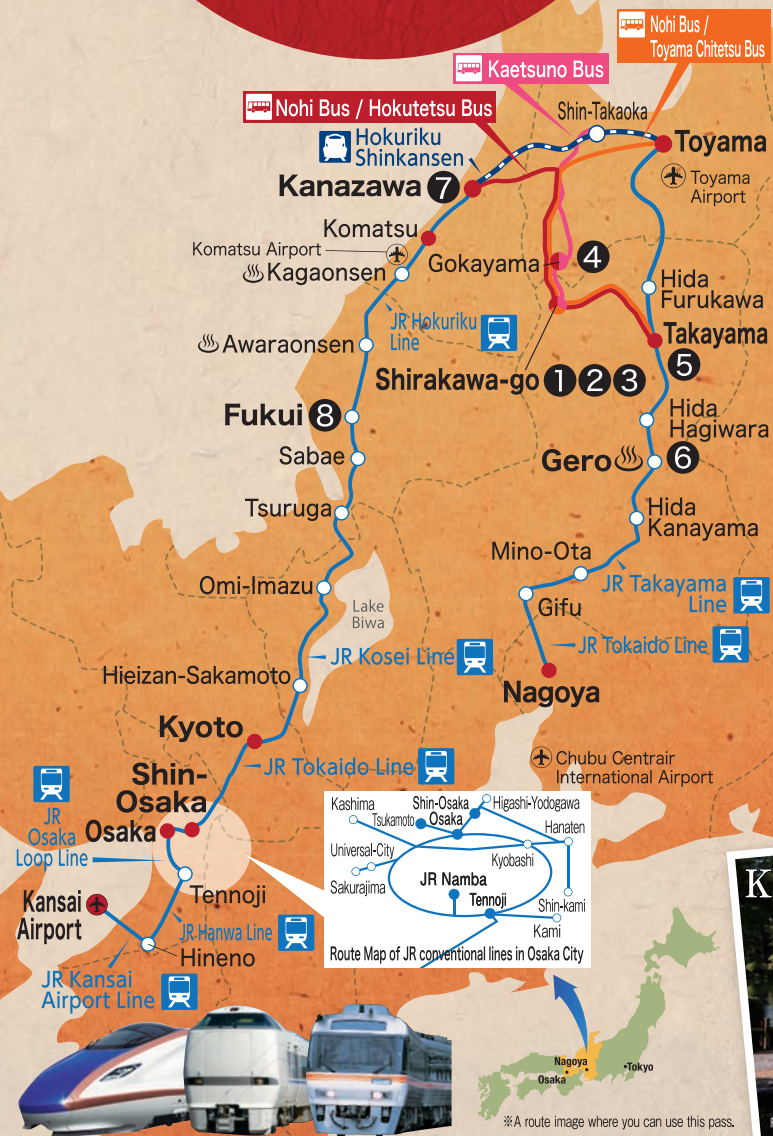 Nohi Bus /
Toyama Chitetsu Bus
Kaetsuno Bus
Nohi Bus / Hokutetsu Bus
Shin-Takaoka
Toyama
Hokuriku
Shinkansen
Toyama
Airport
Kanazawa 7
Komatsu
Komatsu Airport
Gokayama 4
Kagaonsen
Hida
Furukawa
JR Hokuriku
Line
Takayama
5
Awaraonsen
Shirakawa-go 1 2 3
Fukui 8
Hida
Hagiwara
Sabae
Gero 6
Tsuruga
Hida
Kanayama
Mino-Ota
Omi-Imazu
JR Takayama
Line
Lake
Biwa
Gifu
JR Tokaido Line
JR Kosei Line
Hieizan-Sakamoto
Nagoya
Kyoto
JR Tokaido Line
Chubu Centrair
International Airport
Shin-
Osaka
Osaka
JR
Osaka
Loop Line
Tennoji
Kansai
Airport
JR Hanwa Line
Hineno
JR Kansai
Airport Line
Kashima
Shin-Osaka
Higashi-Yodogawa
Tsukamoto
Osaka
Hanaten
Universal-City
Kyobashi
Sakurajima
JR Namba
Tennoji
Shin-kami
Kami
Route Map of JR conventional lines in Osaka City
K
Nagoya
Osaka
Tokyo
※A route image where you can use this pass.